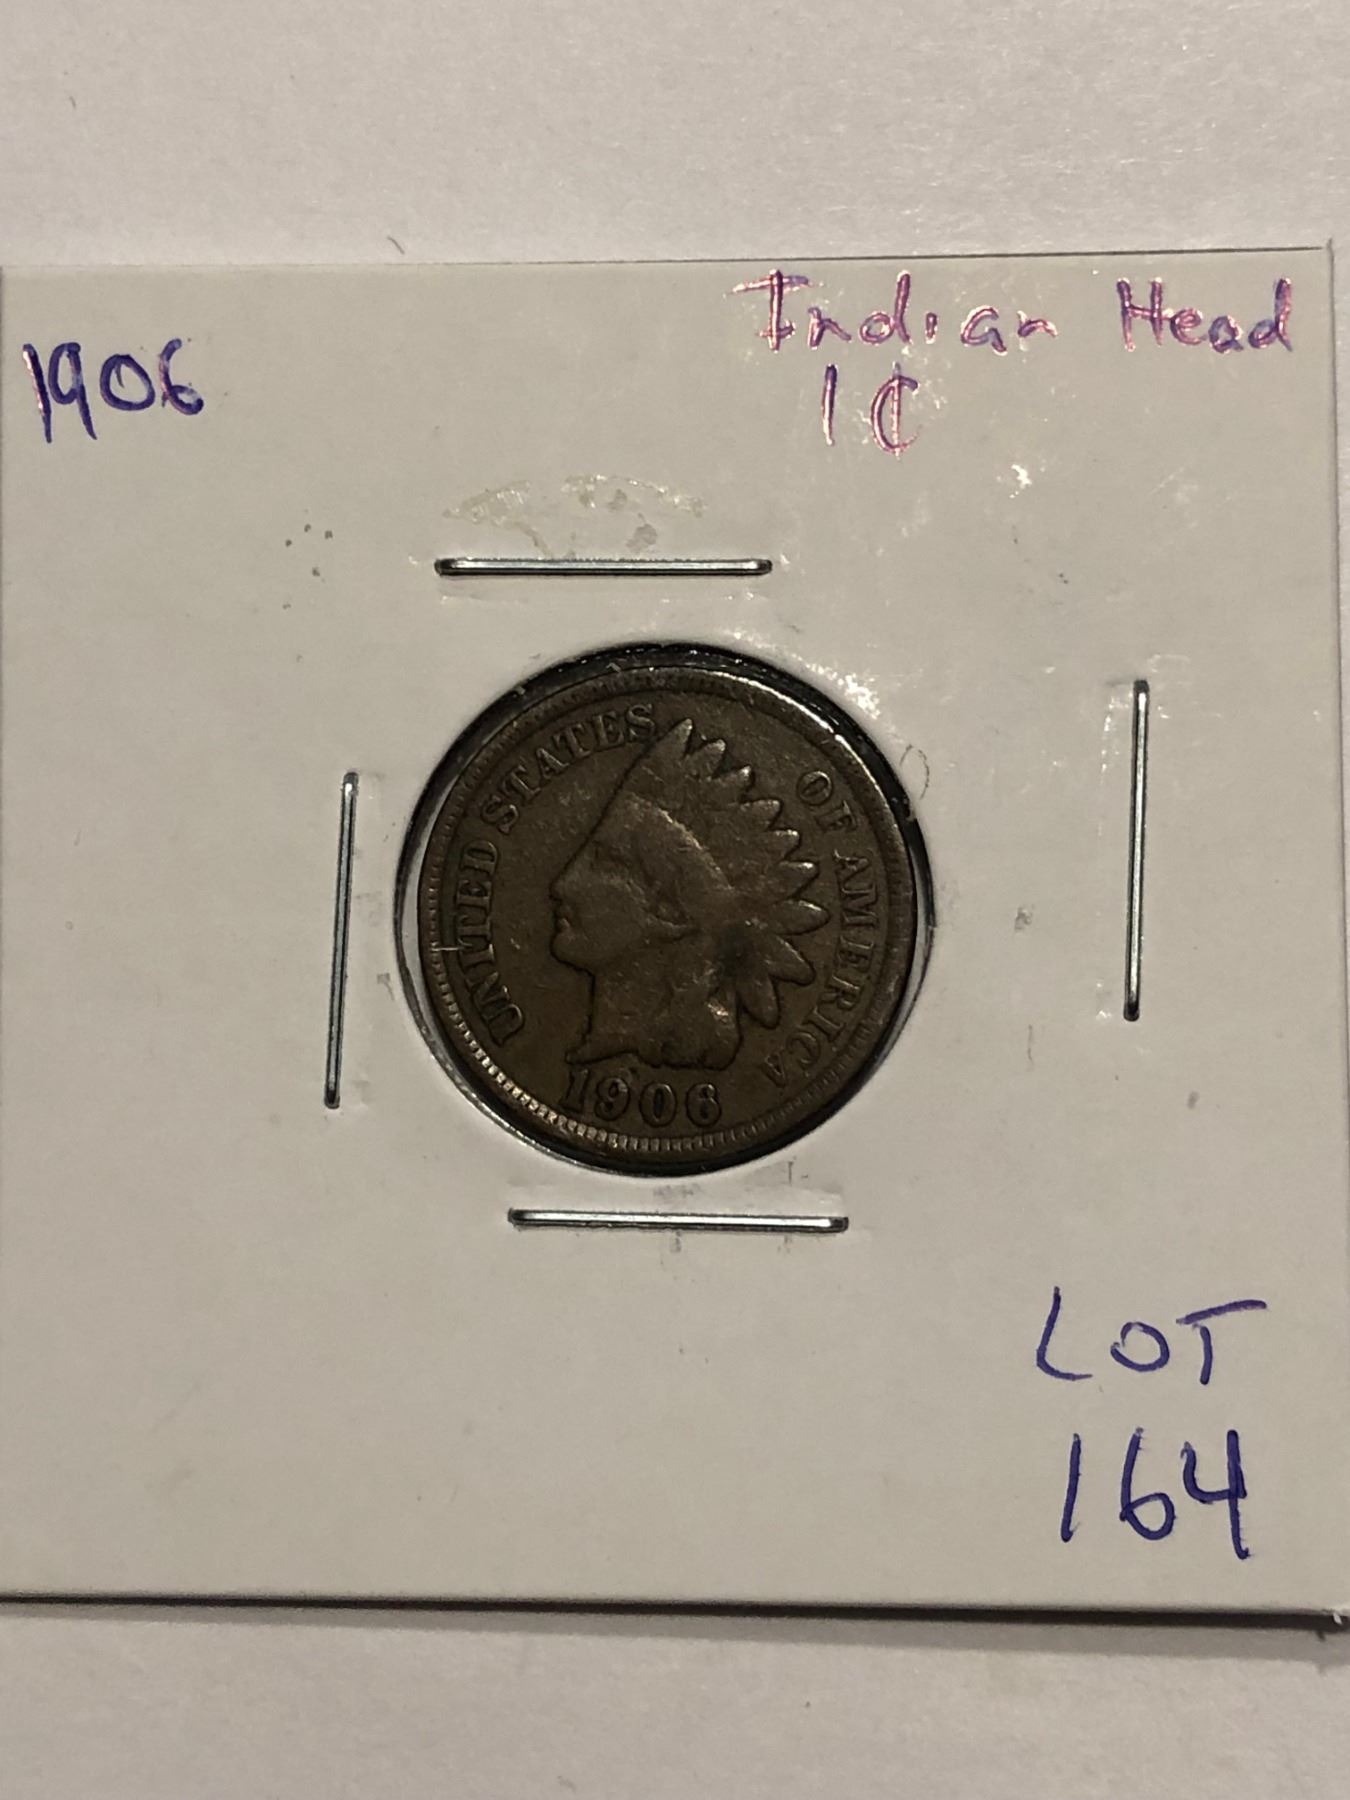 1906
Indian Head
1¢
UNITED STATES OF AMERICA
1906
LOT
164